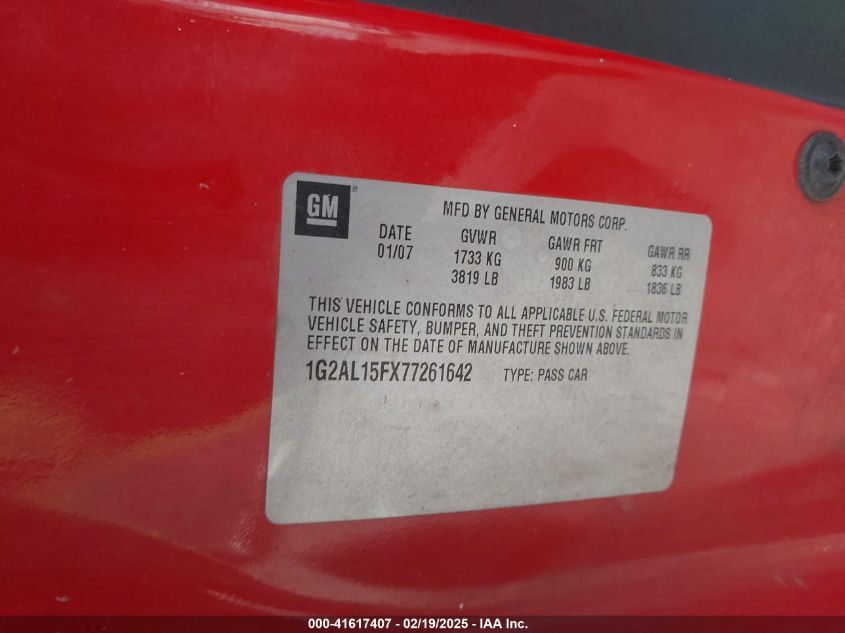 GM ®
MFD BY GENERAL MOTORS CORP.
DATE GVWR GAWR FRT GAWR RR
01/07 1733 KG 900 KG 833 KG
3819 LB 1983 LB 1836 LB
THIS VEHICLE CONFORMS TO ALL APPLICABLE U.S. FEDERAL MOTOR
VEHICLE SAFETY, BUMPER, AND THEFT PREVENTION STANDARDS IN
EFFECT ON THE DATE OF MANUFACTURE SHOWN ABOVE.
1G2AL15FX77261642 TYPE: PASS CAR
000-41617407 - 02/19/2025 - IAA Inc.